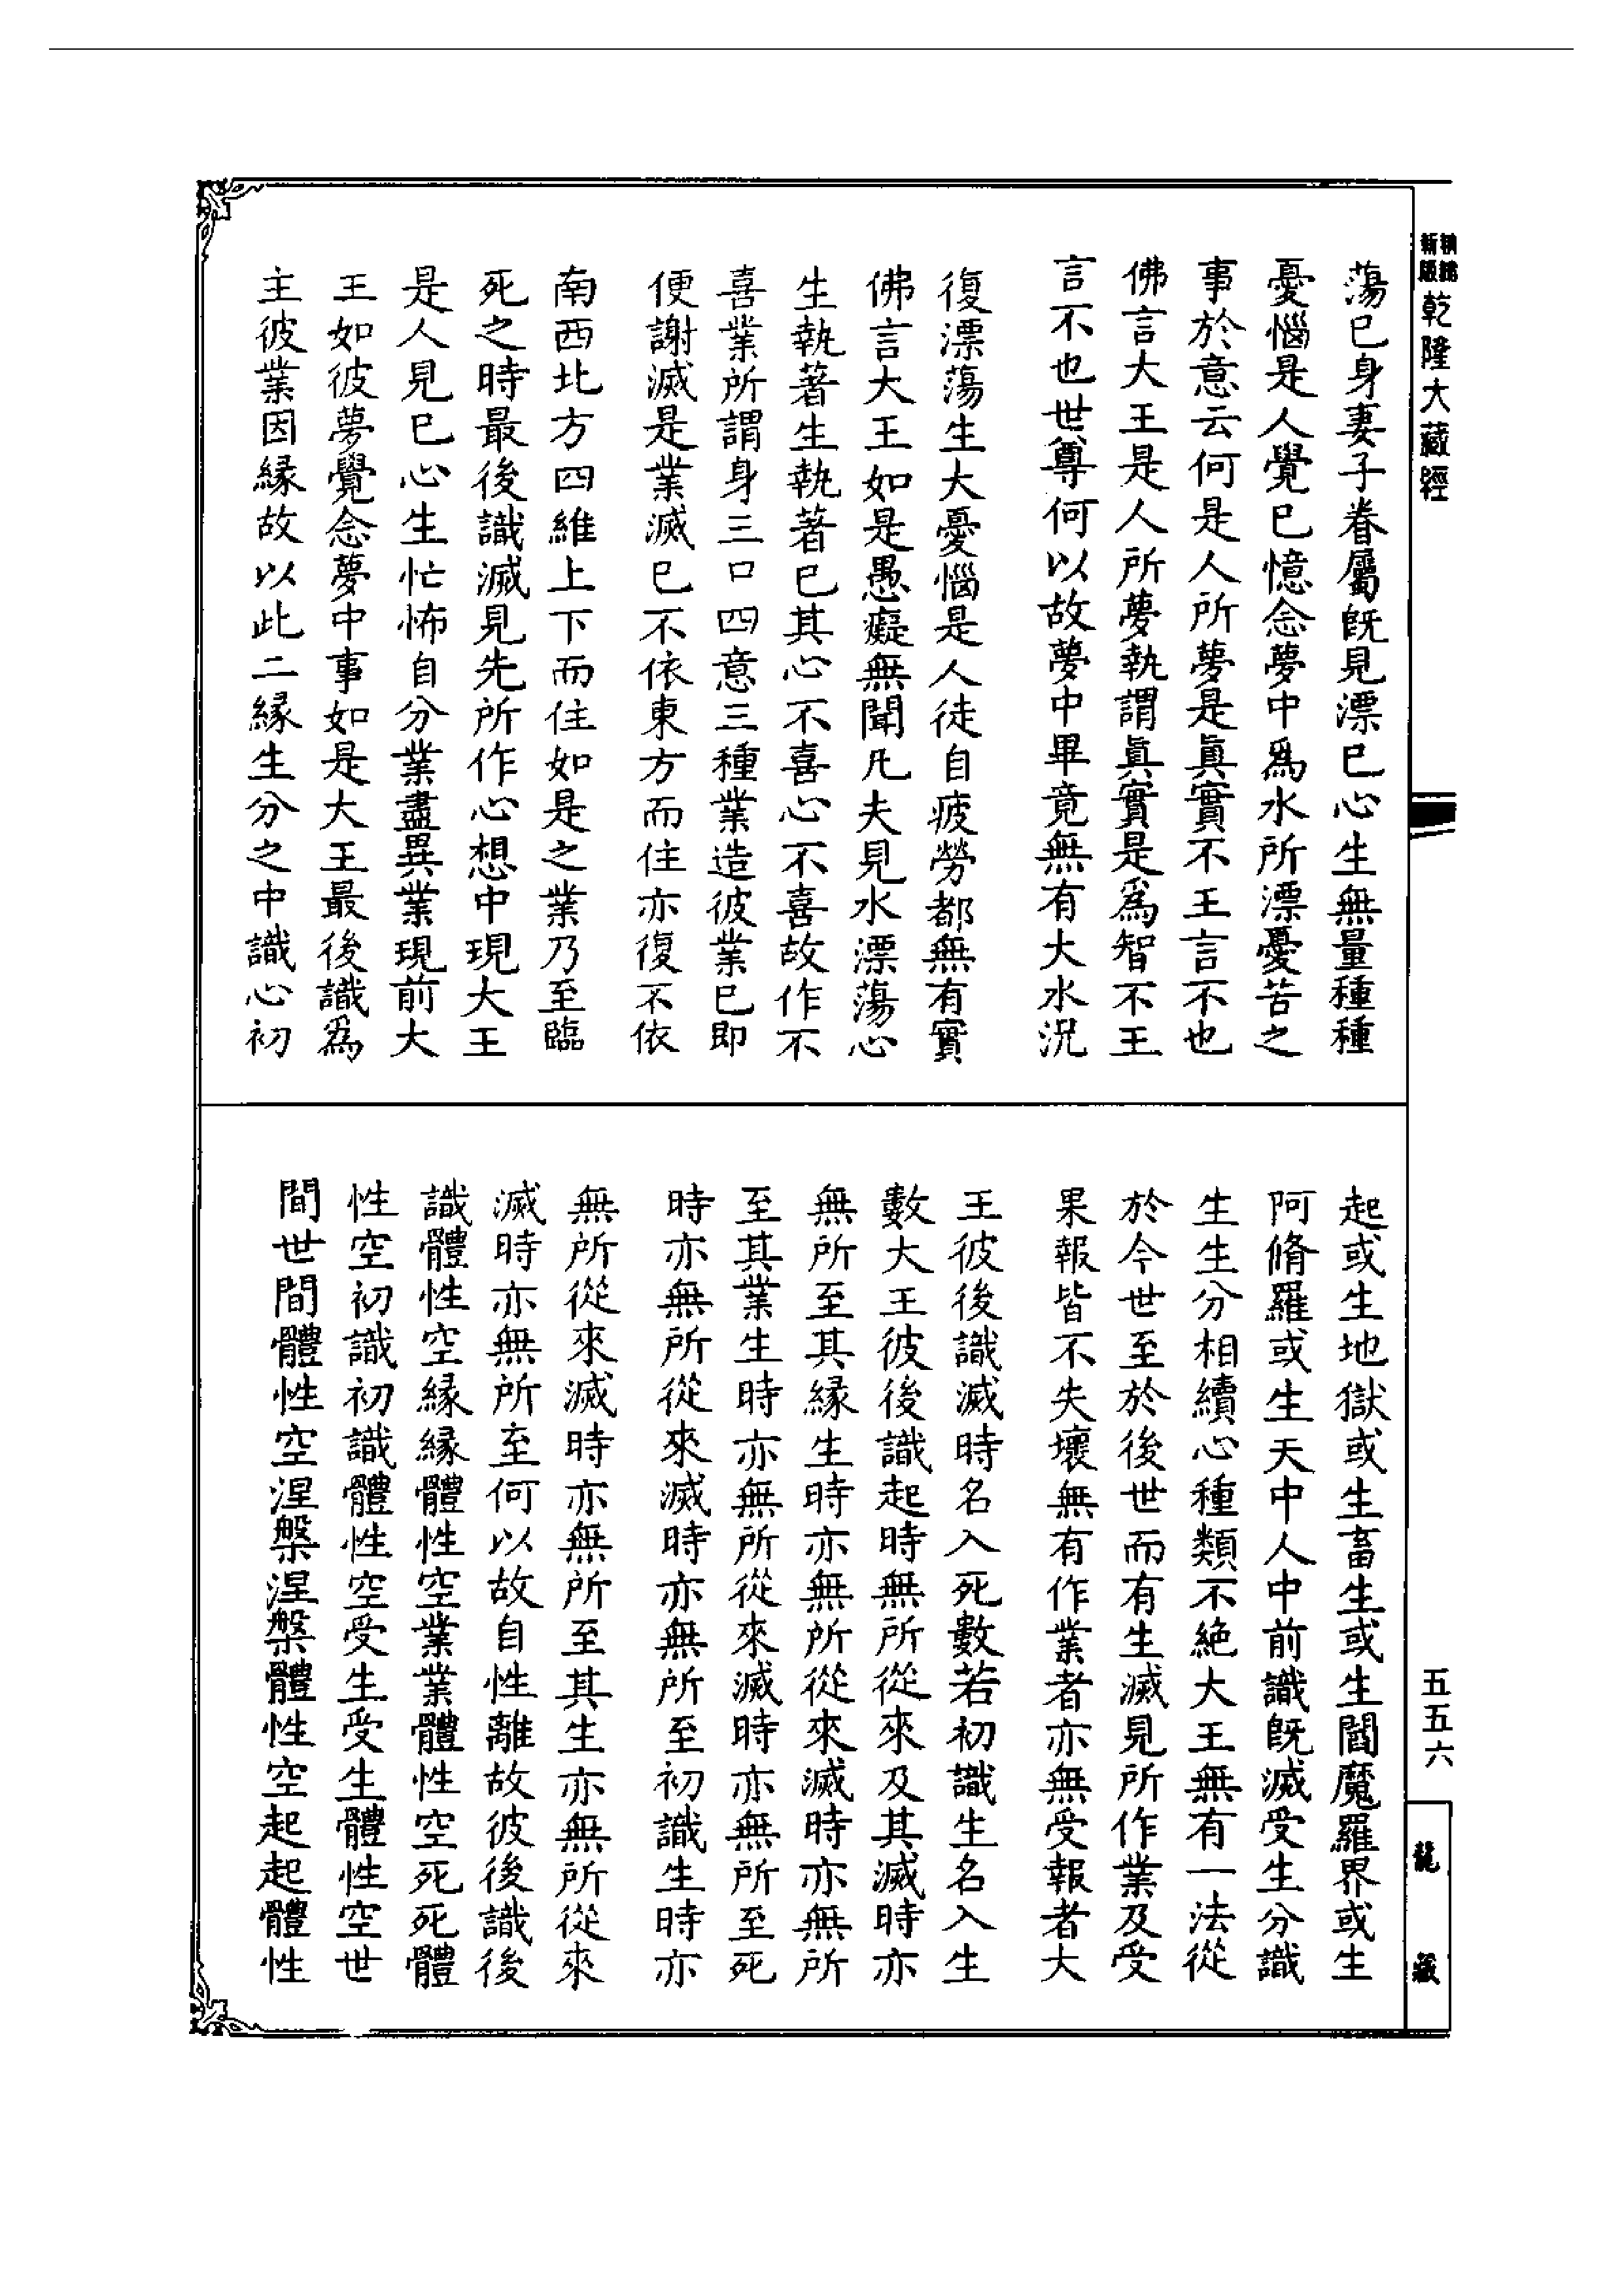 新版
精縮
乾隆大藏經
蕩已身妻子眷屬既見漂已心生無量種種
憂惱是人覺已憶念夢中爲水所漂憂苦之
事於意云何是人所夢是眞實不王言不也
佛言大王是人所夢執謂眞實是爲智不王
言不也世尊何以故夢中畢竟無有大水況
復漂蕩生大憂惱是人徒自疲勞都無有實
佛言大王如是愚癡無聞凡夫見水漂蕩心
生執著生執著已其心不喜心不喜故作不
喜業所謂身三口四意三種業造彼業已即
便謝滅是業滅已不依東方而住亦復不依
南西北方四維上下而住如是之業乃至臨
死之時最後識滅見先所作心想中現大王
是人見已心生忙怖自分業盡異業現前大
王如彼夢覺念夢中事如是大王最後識爲
主彼業因縁故以此二縁生分之中識心初
起或生地獄或生畜生或生閻魔羅界或生
阿脩羅或生天中人中前識既滅受生分識
生生分相續心種類不絶大王無有一法從
於今世至於後世而有生滅見所作業及受
果報皆不失壞無有作業者亦無受報者大
王彼後識滅時名入死數若初識生名入生
數大王彼後識起時無所從來及其滅時亦
無所至其縁生時亦無所從來滅時亦無所
至其業生時亦無所從來滅時亦無所至死
時亦無所從來滅時亦無所至初識生時亦
無所從來滅時亦無所至其生亦無所從來
滅時亦無所至何以故自性離故彼後識後
識體性空縁縁體性空業業體性空死死體
性空初識初識體性空受生受生體性空世
間世間體性空涅槃涅槃體性空起起體性
五五六
龍藏